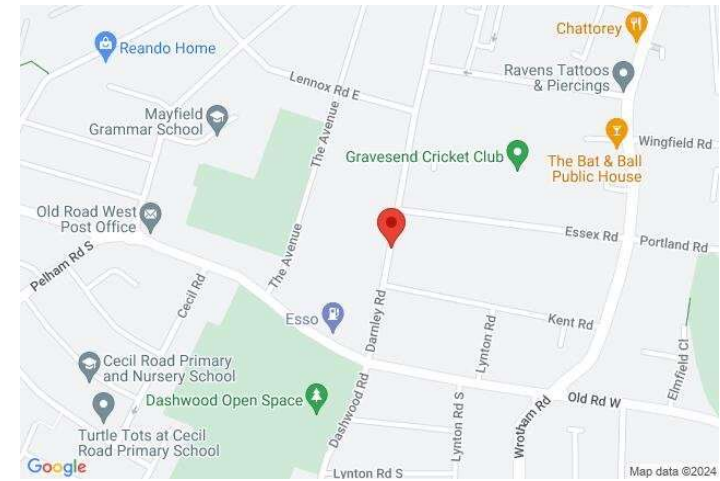 Chattorey
Reando Home
Lennox Rd E
Ravens Tattoos
& Piercings
Mayfield
Grammar School
The Avenue
Gravesend Cricket Club
The Bat & Ball
Public House
Wingfield Rd
Old Road West
Post Office
Pelham Rd S
The Avenue
Essex Rd
Portland Rd
Cecil Rd
Esso
Darnley Rd
Kent Rd
Lynton Rd
Elmfield Cl
Cecil Road Primary
and Nursery School
Dashwood Open Space
Dashwood Rd
Old Rd W
Wrotham Rd
Lynton Rd S
Turtle Tots at Cecil
Road Primary School
Lynton Rd S
Google
Map data ©2024